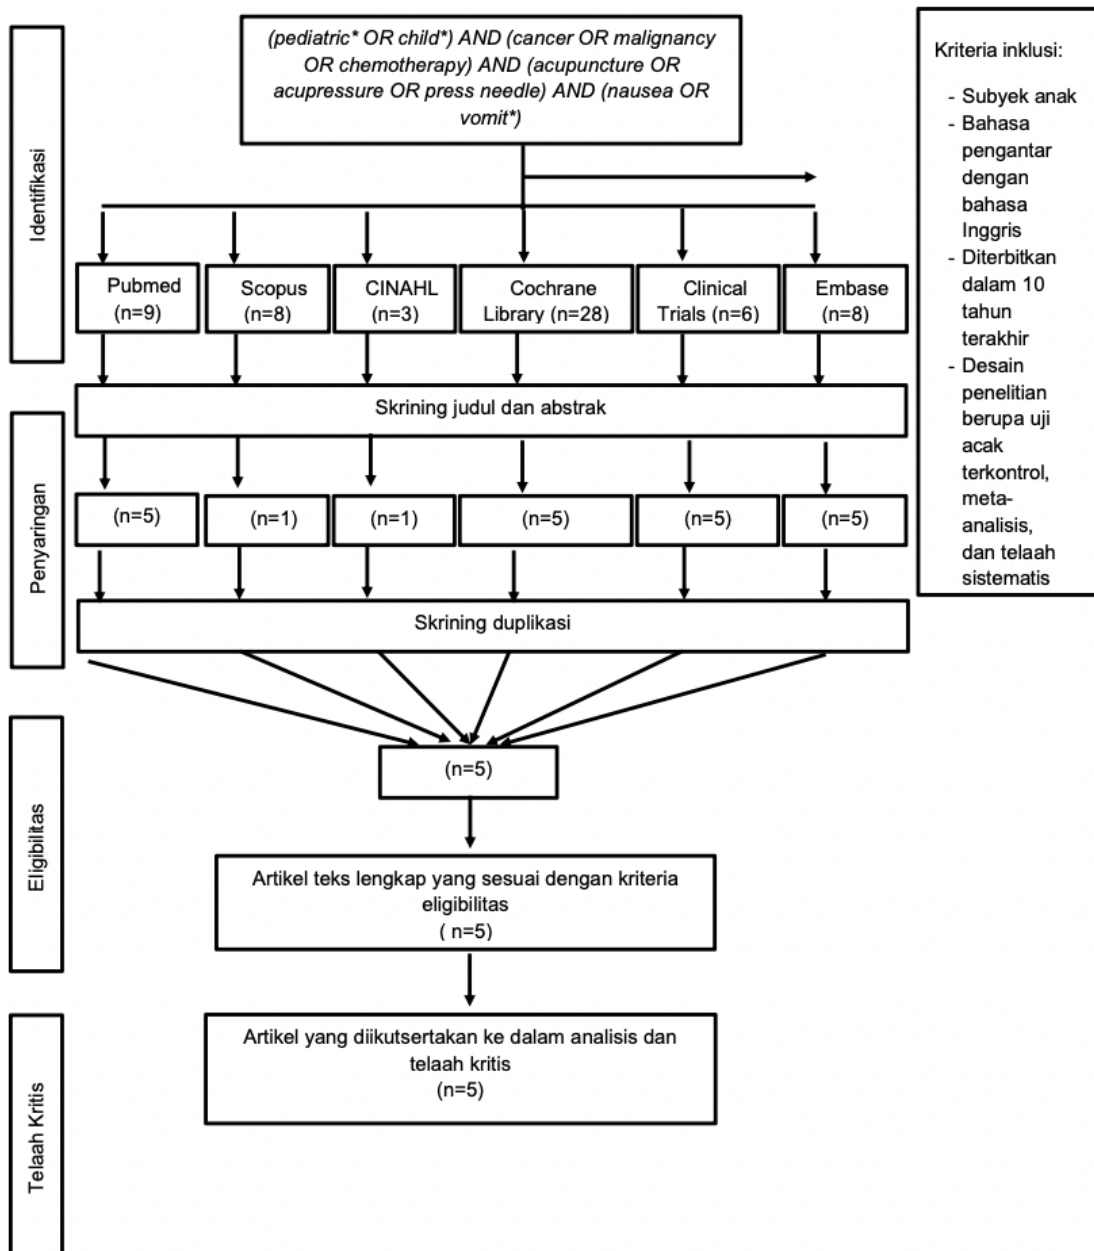 (pediatric* OR child*) AND (cancer OR malignancy
OR chemotherapy) AND (acupuncture OR
acupressure OR press needle) AND (nausea OR
vomit*)
Kriteria inklusi:
- Subyek anak
- Bahasa
pengantar
dengan
bahasa
Inggris
- Diterbitkan
dalam 10
tahun
terakhir
- Desain
penelitian
berupa uji
acak
terkontrol,
meta-
analisis,
dan telaah
sistematis
Identifikasi
Pubmed
(n=9)
Scopus
(n=8)
CINAHL
(n=3)
Cochrane
Library (n=28)
Clinical
Trials (n=6)
Embase
(n=8)
Skrining judul dan abstrak
Penyaringan
(n=5)
(n=1)
(n=1)
(n=5)
(n=5)
(n=5)
Skrining duplikasi
(n=5)
Eligibilitas
Artikel teks lengkap yang sesuai dengan kriteria
eligibilitas
( n=5)
Telaah Kritis
Artikel yang diikutsertakan ke dalam analisis dan
telaah kritis
(n=5)